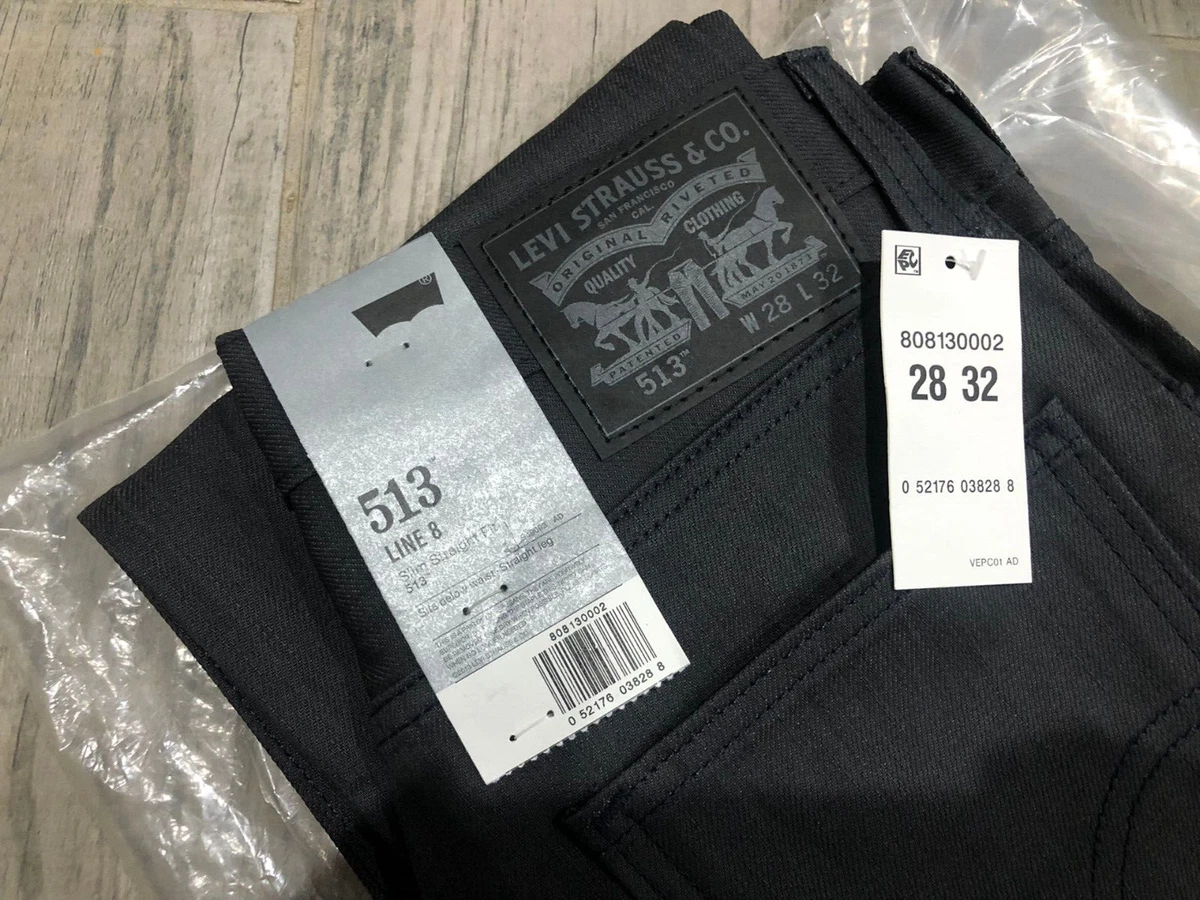 LEVI STRAUSS & CO.
SAN FRANCISCO
CAL.
ORIGINAL RIVETED
QUALITY CLOTHING
PATENTED
MAY 20 1873
513™
W 28 L 32
®
513™
LINE 8
Slim Straight Fit
513
Sits below waist, Straight leg
808130002
0 52176 03828 8
808130002
28 32
0 52176 03828 8
VEPC01 AD